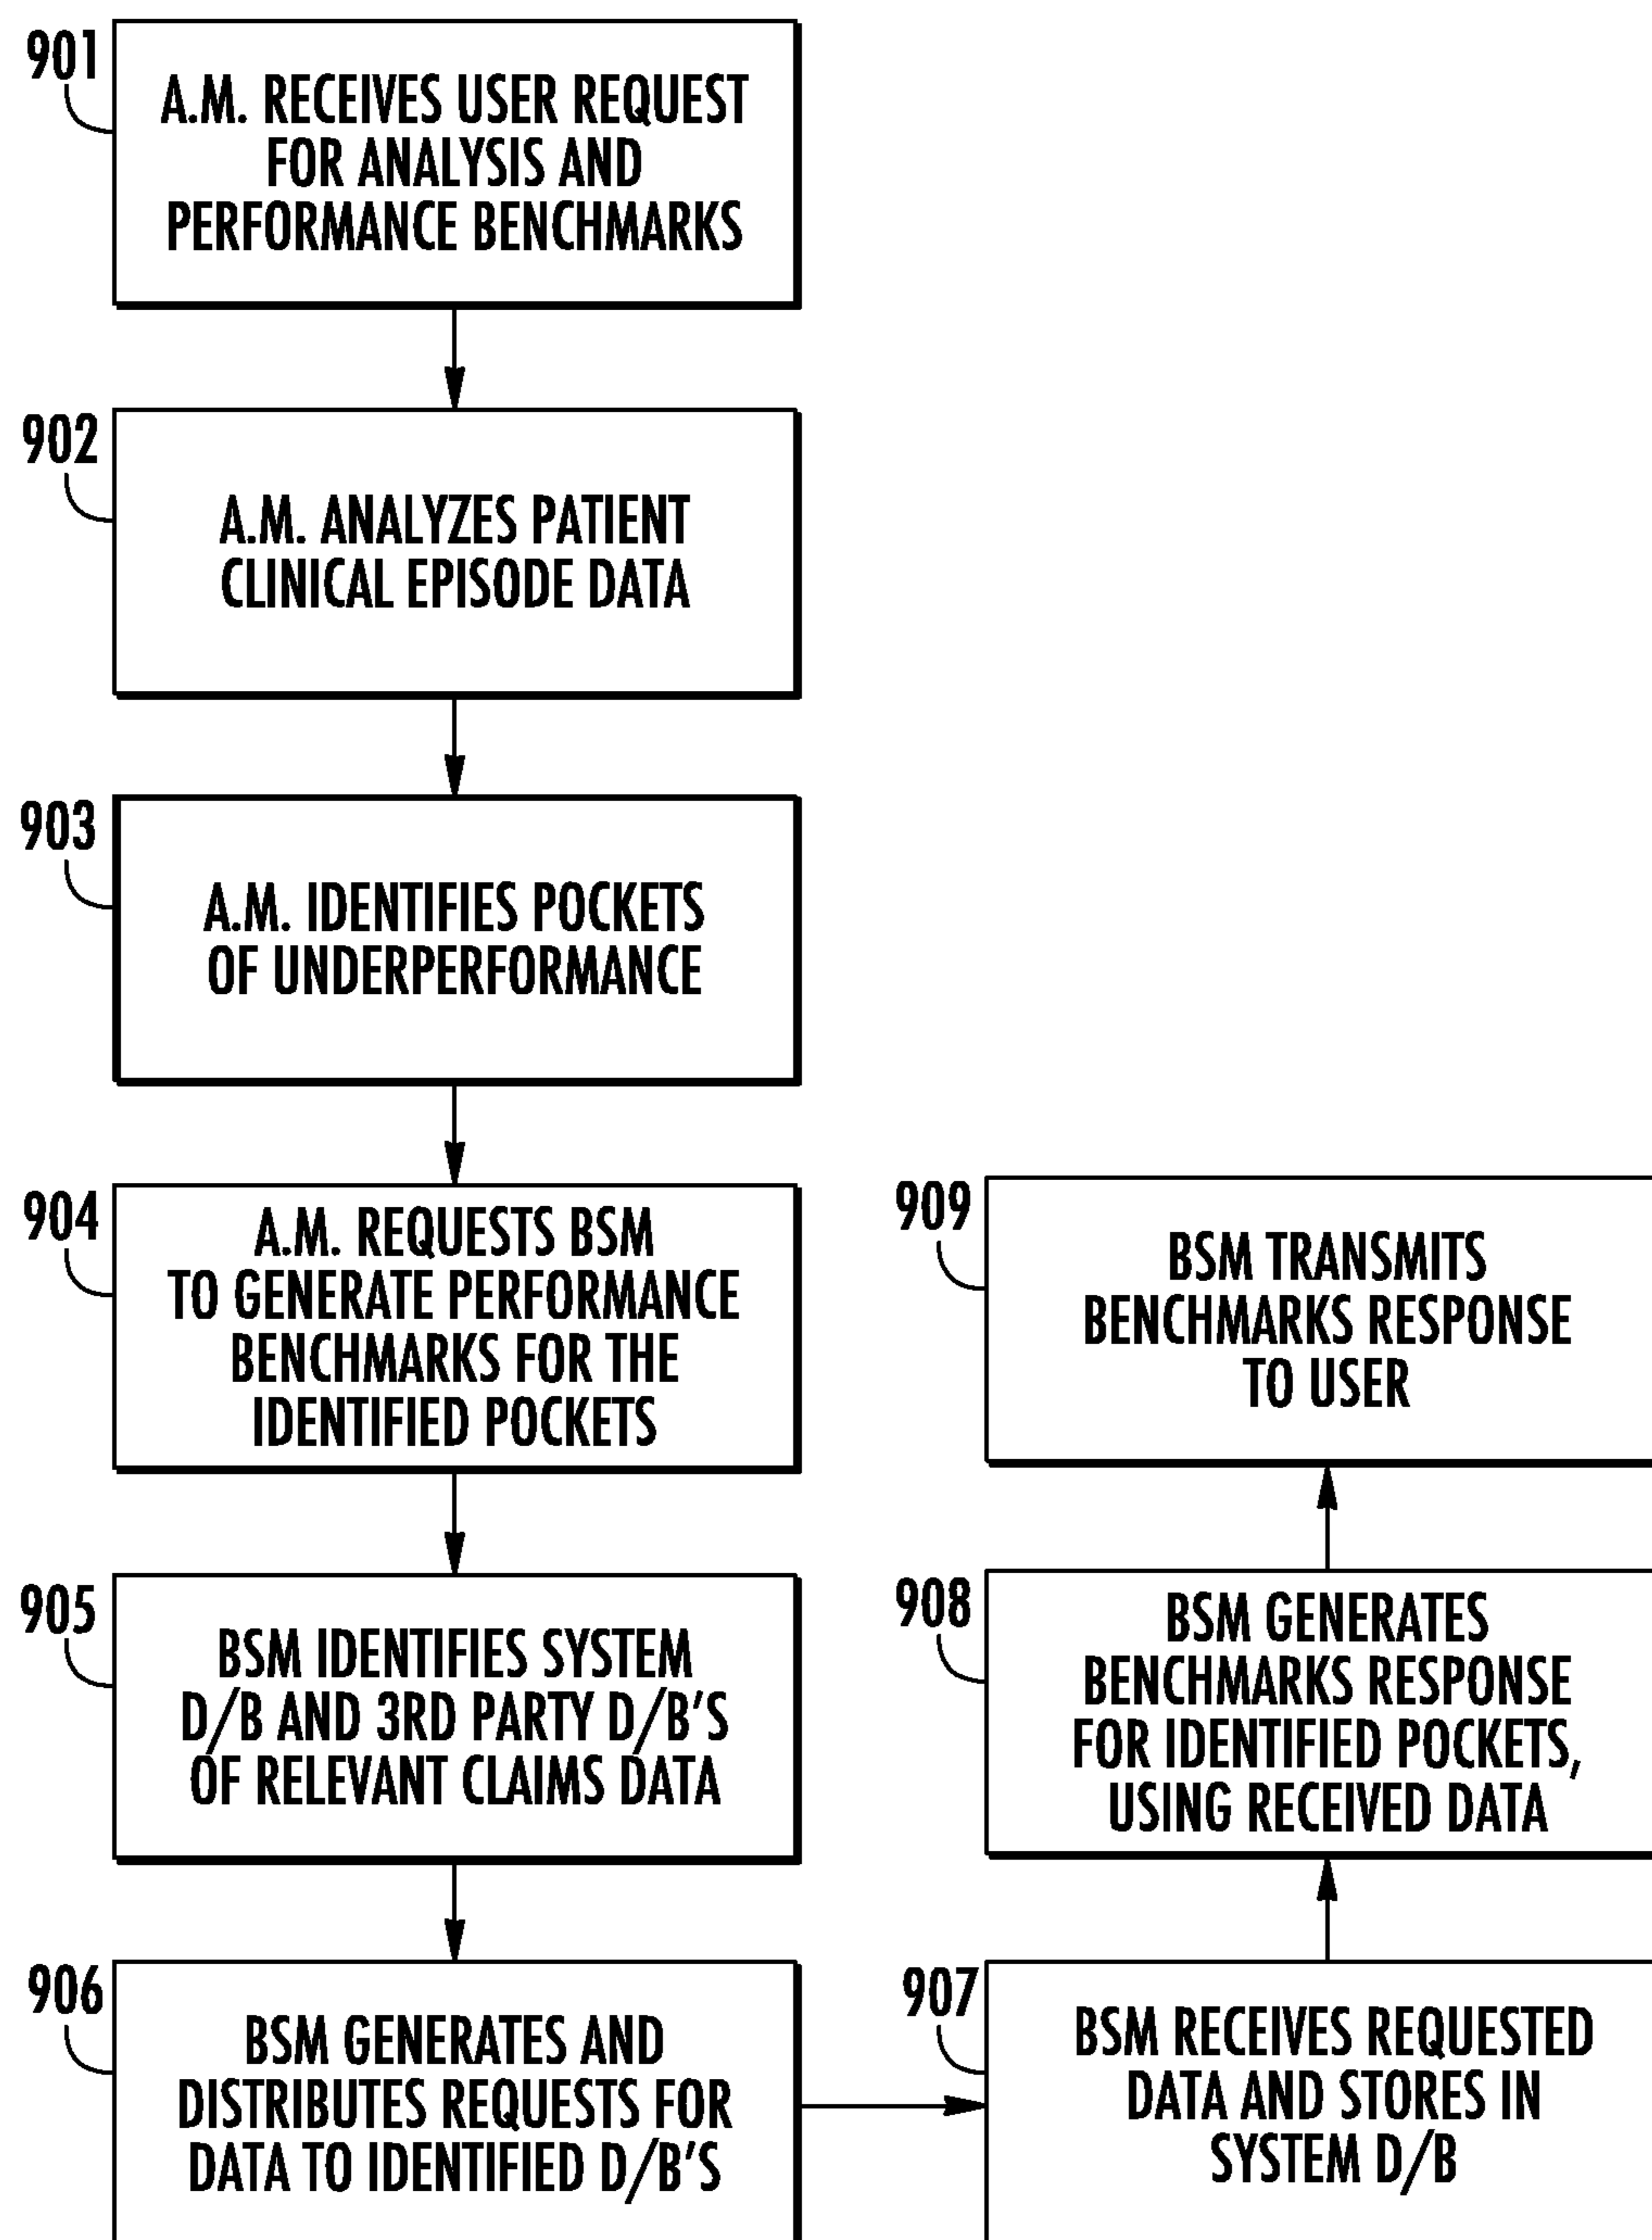 901
A.M. RECEIVES USER REQUEST
FOR ANALYSIS AND
PERFORMANCE BENCHMARKS
902
A.M. ANALYZES PATIENT
CLINICAL EPISODE DATA
903
A.M. IDENTIFIES POCKETS
OF UNDERPERFORMANCE
904
A.M. REQUESTS BSM
TO GENERATE PERFORMANCE
BENCHMARKS FOR THE
IDENTIFIED POCKETS
905
BSM IDENTIFIES SYSTEM
D/B AND 3RD PARTY D/B'S
OF RELEVANT CLAIMS DATA
906
BSM GENERATES AND
DISTRIBUTES REQUESTS FOR
DATA TO IDENTIFIED D/B'S
907
BSM RECEIVES REQUESTED
DATA AND STORES IN
SYSTEM D/B
908
BSM GENERATES
BENCHMARKS RESPONSE
FOR IDENTIFIED POCKETS,
USING RECEIVED DATA
909
BSM TRANSMITS
BENCHMARKS RESPONSE
TO USER